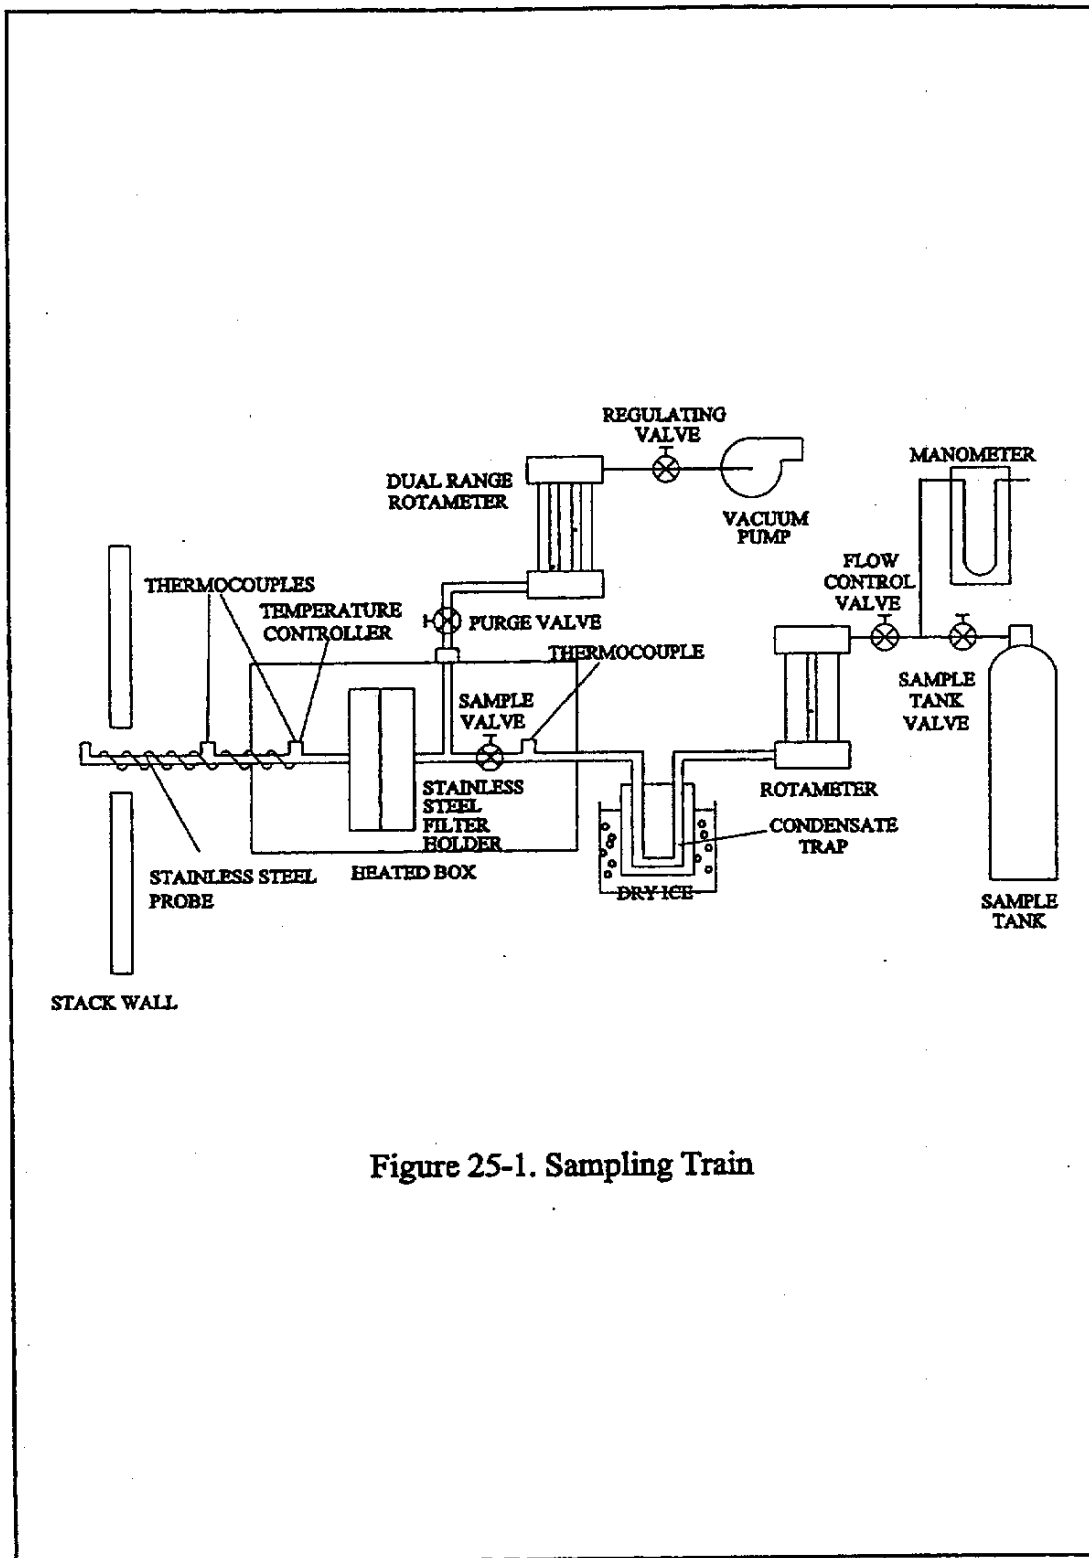 REGULATING
VALVE
DUAL RANGE
ROTAMETER
VACUUM
PUMP
MANOMETER
FLOW
CONTROL
VALVE
THERMOCOUPLES
TEMPERATURE
CONTROLLER
PURGE VALVE
THERMOCOUPLE
SAMPLE
VALVE
SAMPLE
TANK
VALVE
STAINLESS
STEEL
FILTER
HOLDER
ROTAMETER
CONDENSATE
TRAP
HEATED BOX
STAINLESS STEEL
PROBE
DRY ICE
SAMPLE
TANK
STACK WALL
Figure 25-1. Sampling Train